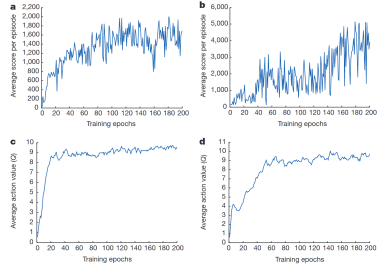 a
Average score per episode
2,200
2,000
1,800
1,600
1,400
1,200
1,000
800
600
400
200
0
0 20 40 60 80 100 120 140 160 180 200
Training epochs
b
Average score per episode
6,000
5,000
4,000
3,000
2,000
1,000
0
0 20 40 60 80 100 120 140 160 180 200
Training epochs
c
Average action value (Q)
10
9
8
7
6
5
4
3
2
1
0
0 20 40 60 80 100 120 140 160 180 200
Training epochs
d
Average action value (Q)
11
10
9
8
7
6
5
4
3
2
1
0
0 20 40 60 80 100 120 140 160 180 200
Training epochs